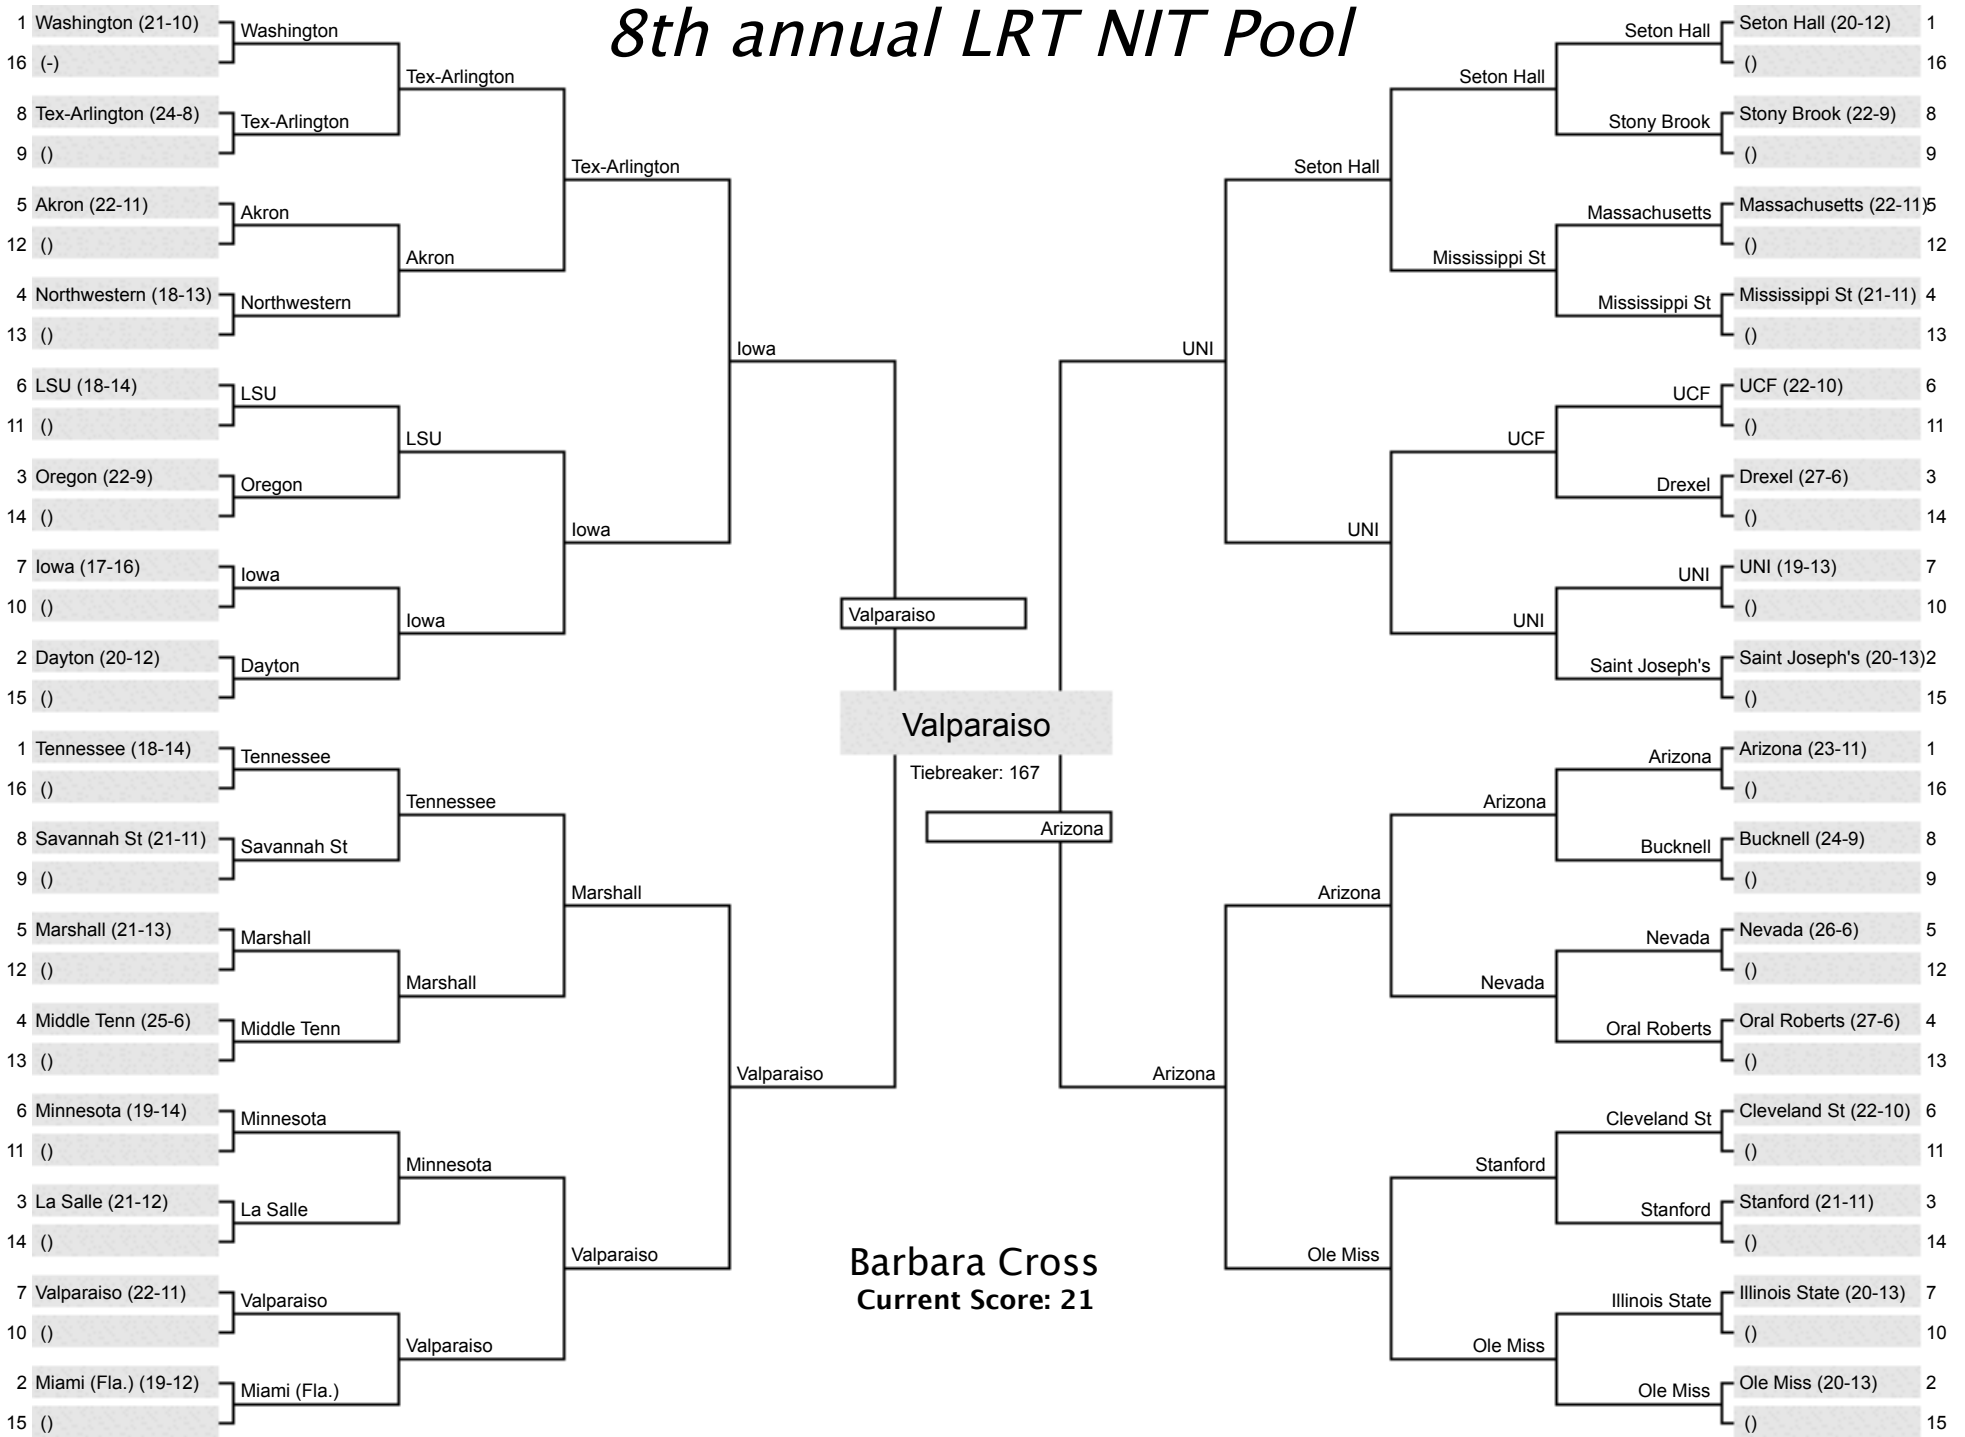 8th annual LRT NIT Pool
1 Washington (21-10)
16 (-)
8 Tex-Arlington (24-8)
9 ()
5 Akron (22-11)
12 ()
4 Northwestern (18-13)
13 ()
6 LSU (18-14)
11 ()
3 Oregon (22-9)
14 ()
7 Iowa (17-16)
10 ()
2 Dayton (20-12)
15 ()
1 Tennessee (18-14)
16 ()
8 Savannah St (21-11)
9 ()
5 Marshall (21-13)
12 ()
4 Middle Tenn (25-6)
13 ()
6 Minnesota (19-14)
11 ()
3 La Salle (21-12)
14 ()
7 Valparaiso (22-11)
10 ()
2 Miami (Fla.) (19-12)
15 ()
Washington
Tex-Arlington
Akron
Northwestern
LSU
Oregon
Iowa
Dayton
Tennessee
Savannah St
Marshall
Middle Tenn
Minnesota
La Salle
Valparaiso
Miami (Fla.)
Tex-Arlington
Akron
LSU
Iowa
Tennessee
Marshall
Minnesota
Valparaiso
Tex-Arlington
Iowa
Marshall
Valparaiso
Iowa
Valparaiso
Valparaiso
Valparaiso
Tiebreaker: 167
Arizona
Barbara Cross
Current Score: 21
UNI
Arizona
Seton Hall
UNI
Arizona
Ole Miss
Seton Hall
Mississippi St
UCF
UNI
Arizona
Nevada
Stanford
Ole Miss
Seton Hall
Stony Brook
Massachusetts
Mississippi St
UCF
Drexel
UNI
Saint Joseph's
Arizona
Bucknell
Nevada
Oral Roberts
Cleveland St
Stanford
Illinois State
Ole Miss
Seton Hall (20-12) 1
() 16
Stony Brook (22-9) 8
() 9
Massachusetts (22-11) 5
() 12
Mississippi St (21-11) 4
() 13
UCF (22-10) 6
() 11
Drexel (27-6) 3
() 14
UNI (19-13) 7
() 10
Saint Joseph's (20-13) 2
() 15
Arizona (23-11) 1
() 16
Bucknell (24-9) 8
() 9
Nevada (26-6) 5
() 12
Oral Roberts (27-6) 4
() 13
Cleveland St (22-10) 6
() 11
Stanford (21-11) 3
() 14
Illinois State (20-13) 7
() 10
Ole Miss (20-13) 2
() 15